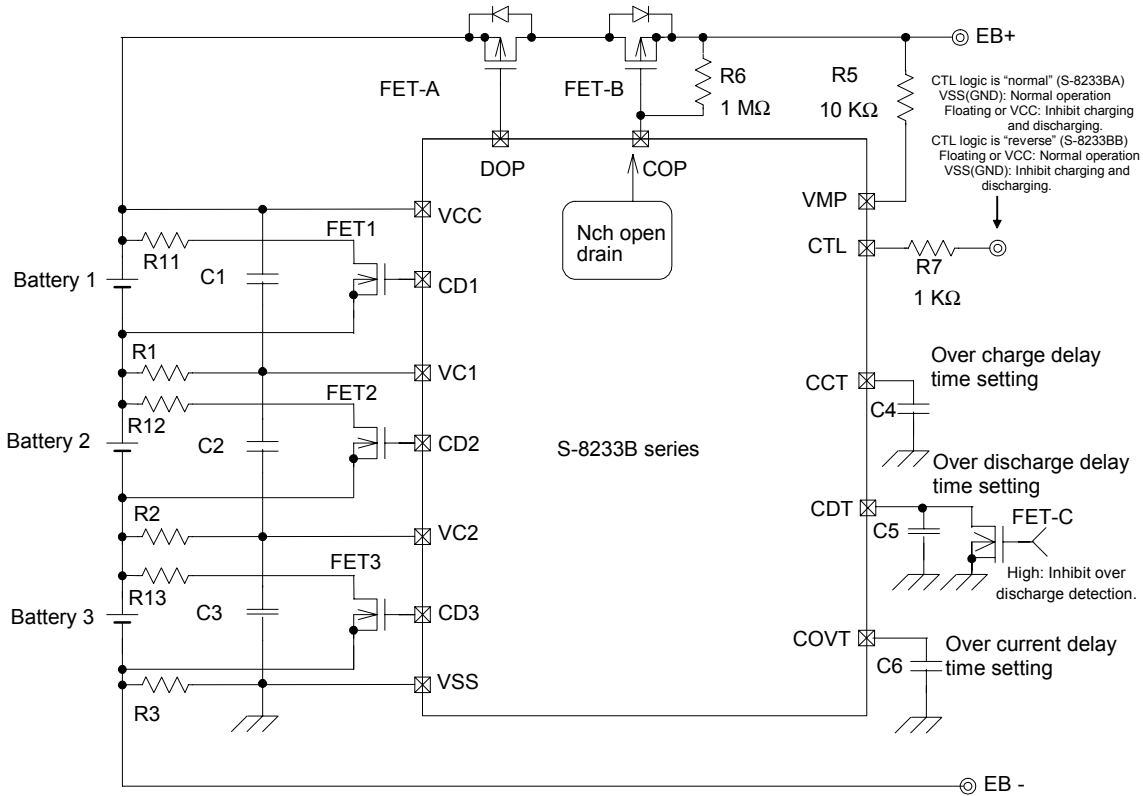 EB+
FET-A
FET-B
R6
1 MΩ
R5
10 KΩ
CTL logic is "normal" (S-8233BA)
VSS(GND): Normal operation
Floating or VCC: Inhibit charging
and discharging.
CTL logic is "reverse" (S-8233BB)
Floating or VCC: Normal operation
VSS(GND): Inhibit charging and
discharging.
DOP
COP
VMP
VCC
FET1
Nch open
drain
CTL
R11
C1
R7
Battery 1
CD1
1 KΩ
R1
VC1
Over charge delay
time setting
FET2
CCT
C4
R12
Battery 2
C2
CD2
S-8233B series
Over discharge delay
time setting
R2
CDT
FET-C
VC2
C5
FET3
R13
High: Inhibit over
discharge detection.
Battery 3
C3
CD3
COVT
Over current delay
time setting
C6
VSS
R3
EB -